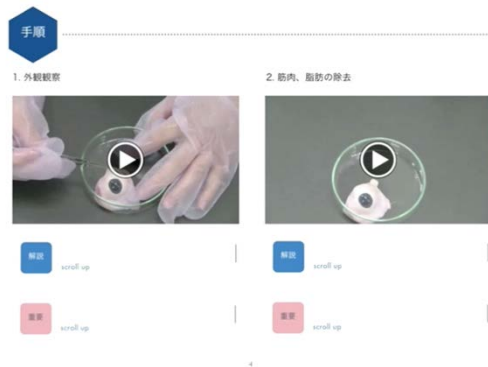 手順
1. 外観観察
2. 筋肉、脂肪の除去
解説
scroll up
解説
scroll up
重要
scroll up
重要
scroll up
4